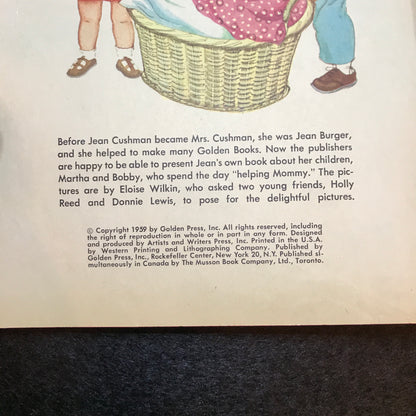 Before Jean Cushman became Mrs. Cushman, she was Jean Burger,
and she helped to make many Golden Books. Now the publishers
are happy to be able to present Jean's own book about her children,
Martha and Bobby, who spend the day "helping Mommy." The pic-
tures are by Eloise Wilkin, who asked two young friends, Holly
Reed and Donnie Lewis, to pose for the delightful pictures.
© Copyright 1959 by Golden Press, Inc. All rights reserved, including
the right of reproduction in whole or part in any form. Designed
and produced by Artists and Writers Press, Inc. Printed in the U.S.A.
by Western Printing and Lithographing Company. Published by
Golden Press, Inc., Rockefeller Center, New York 20, N.Y. Published si-
multaneously in Canada by The Musson Book Company, Ltd., Toronto.